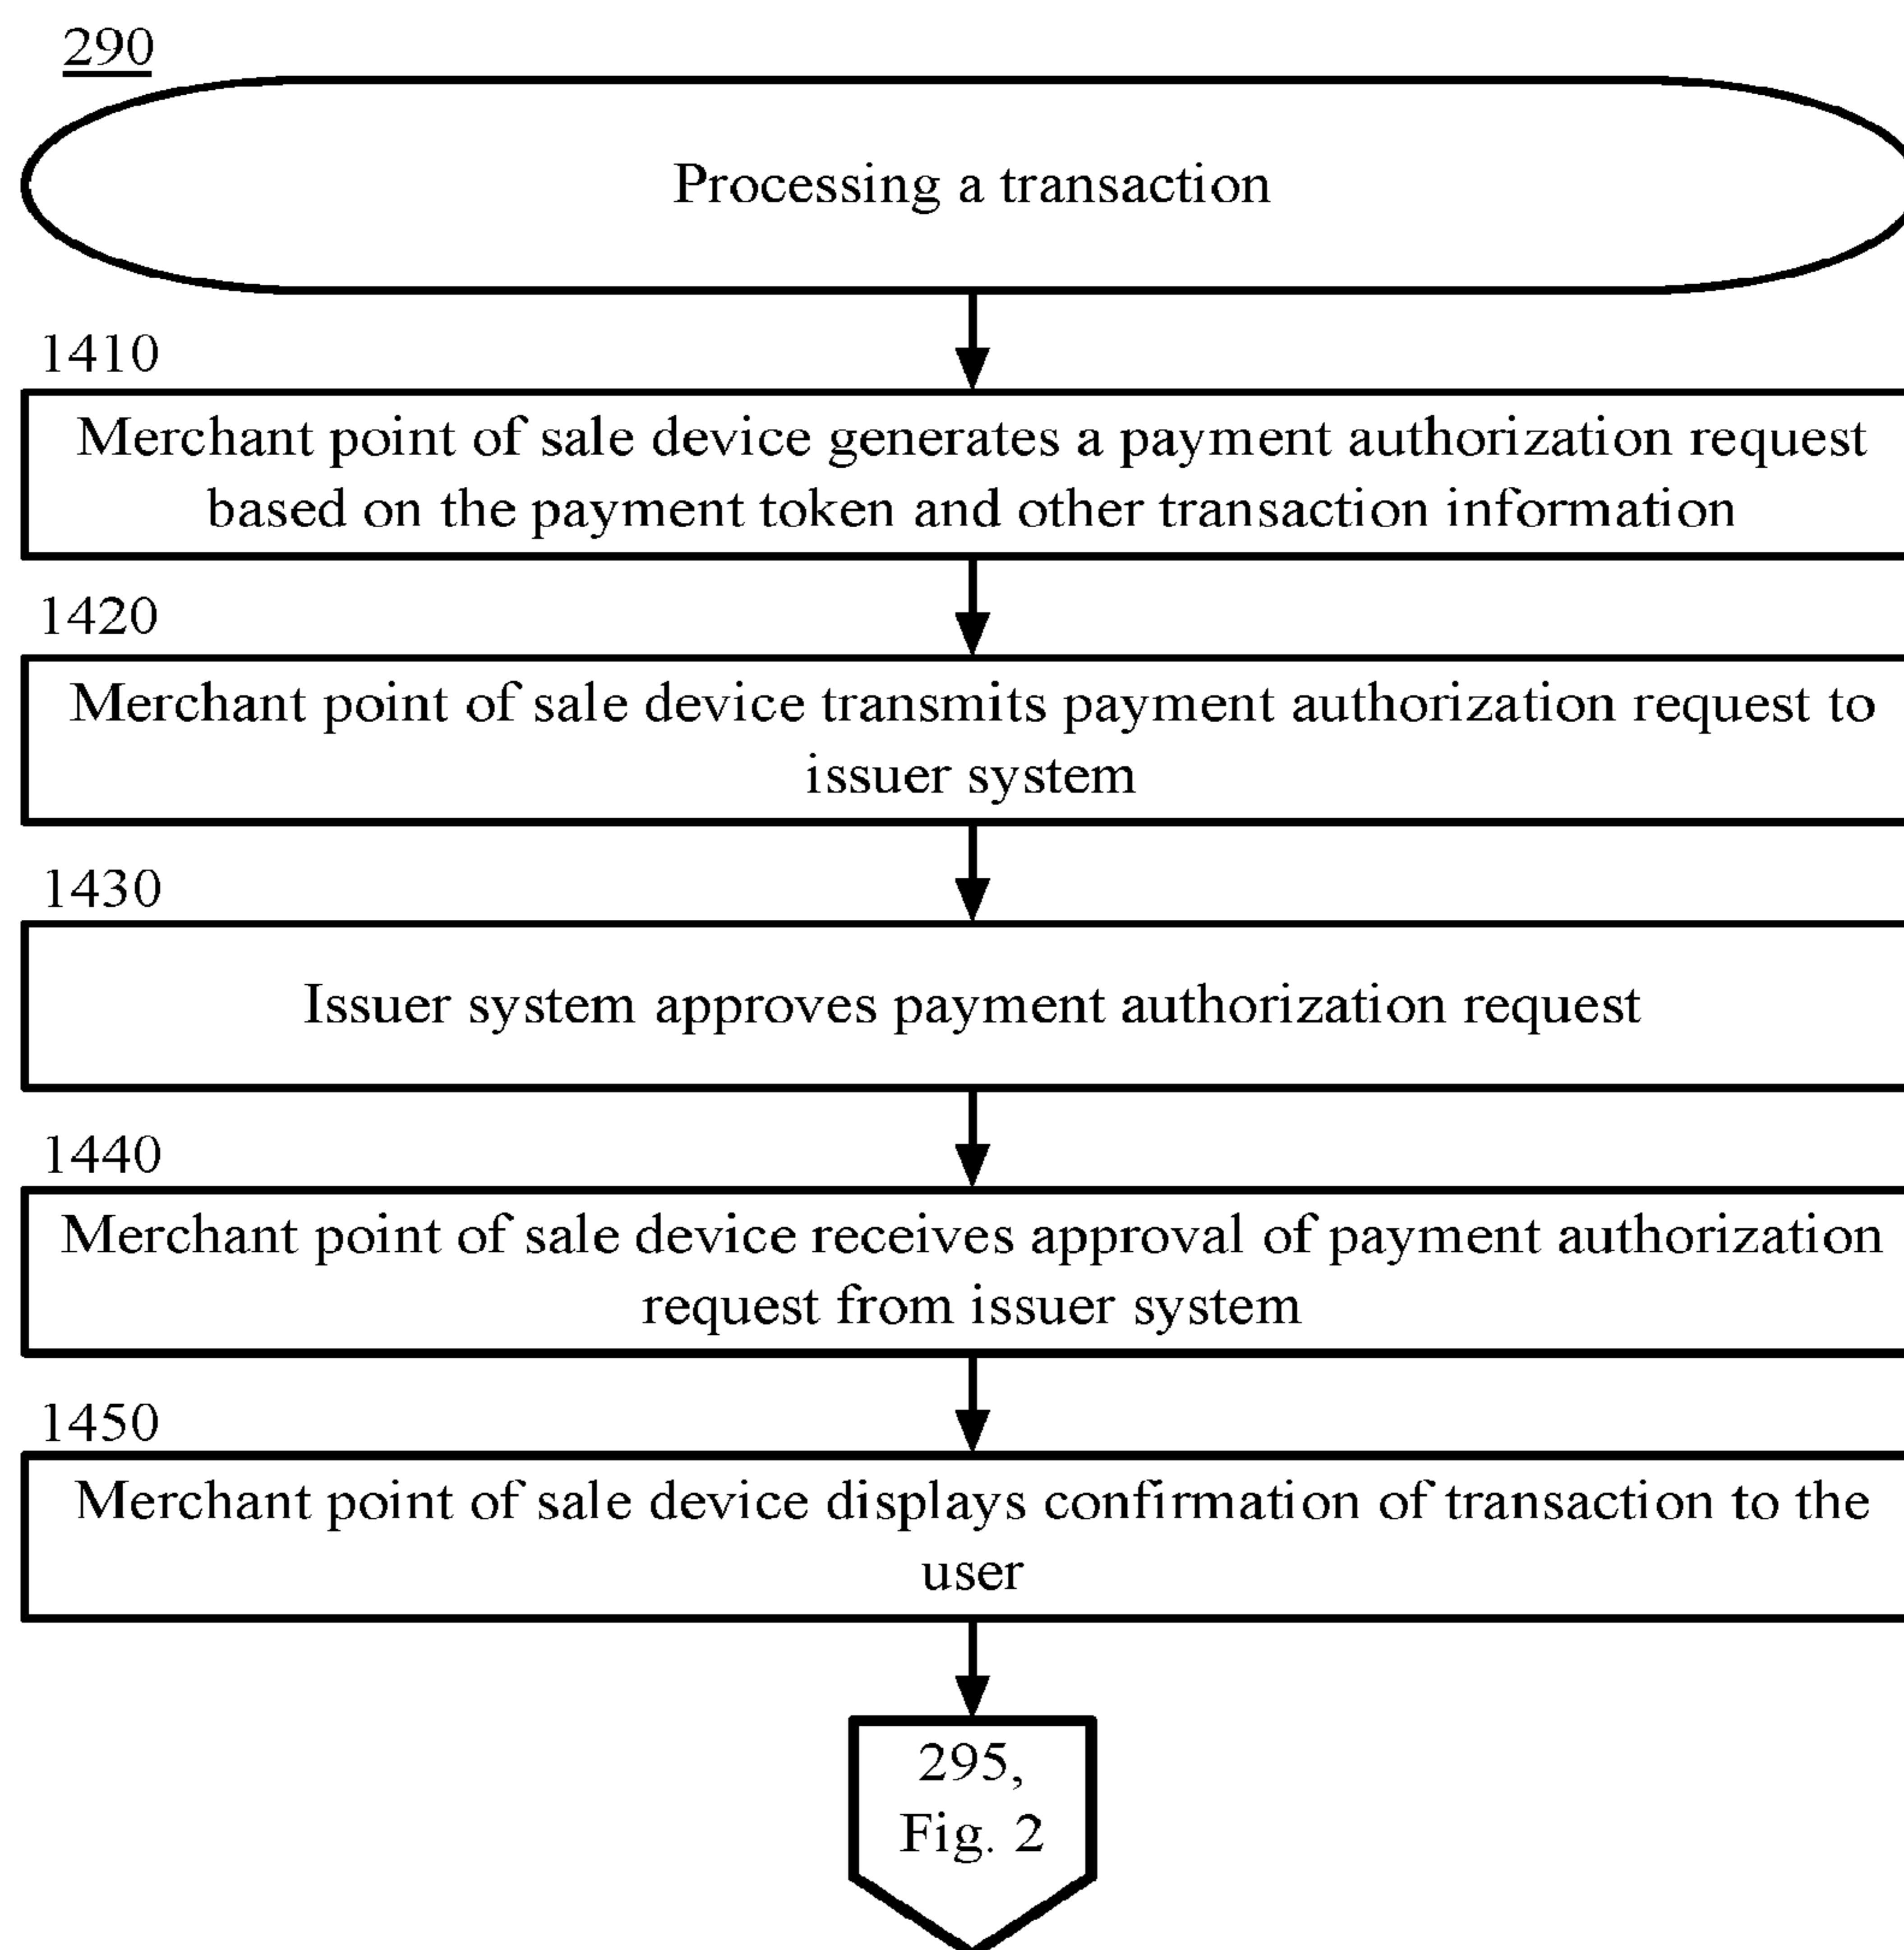 290
Processing a transaction
1410
Merchant point of sale device generates a payment authorization request
based on the payment token and other transaction information
1420
Merchant point of sale device transmits payment authorization request to
issuer system
1430
Issuer system approves payment authorization request
1440
Merchant point of sale device receives approval of payment authorization
request from issuer system
1450
Merchant point of sale device displays confirmation of transaction to the
user
295,
Fig. 2